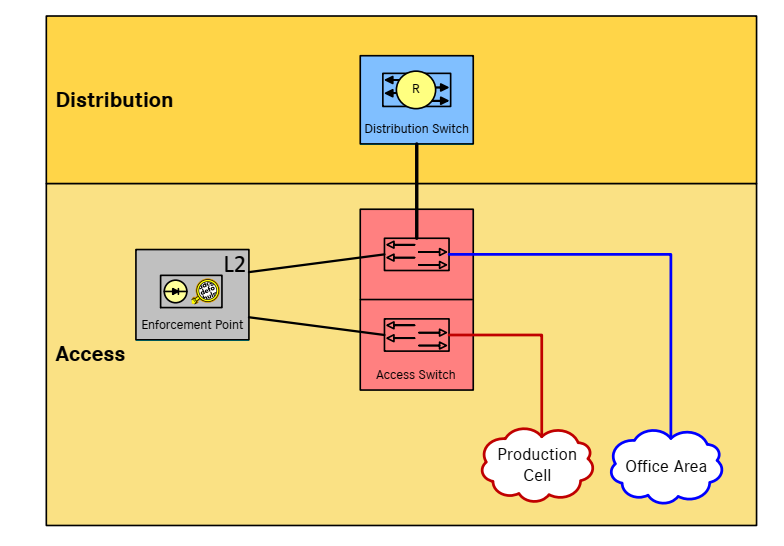 Distribution
R
Distribution Switch
L2
Enforcement Point
Access
Access Switch
Production
Cell
Office Area